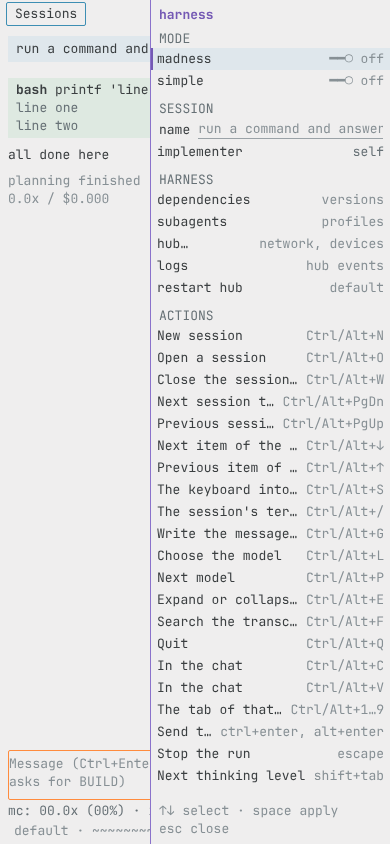 Sessions
run a command and
bash printf 'line
line one
line two
all done here
planning finished
0.0x / $0.000
Message (Ctrl+Ente
asks for BUILD)
mc: 00.0x (00%) ·
default · ~~~~~~~~
harness
MODE
madness off
simple off
SESSION
name run a command and answer
implementer self
HARNESS
dependencies versions
subagents profiles
hub… network, devices
logs hub events
restart hub default
ACTIONS
New session Ctrl/Alt+N
Open a session Ctrl/Alt+O
Close the session… Ctrl/Alt+W
Next session t… Ctrl/Alt+PgDn
Previous sessi… Ctrl/Alt+PgUp
Next item of the … Ctrl/Alt+↓
Previous item of … Ctrl/Alt+↑
The keyboard into… Ctrl/Alt+S
The session's ter… Ctrl/Alt+/
Write the message… Ctrl/Alt+G
Choose the model Ctrl/Alt+L
Next model Ctrl/Alt+P
Expand or collaps… Ctrl/Alt+E
Search the transc… Ctrl/Alt+F
Quit Ctrl/Alt+Q
In the chat Ctrl/Alt+C
In the chat Ctrl/Alt+V
The tab of that… Ctrl/Alt+1…9
Send t… ctrl+enter, alt+enter
Stop the run escape
Next thinking level shift+tab
↑↓ select · space apply
esc close